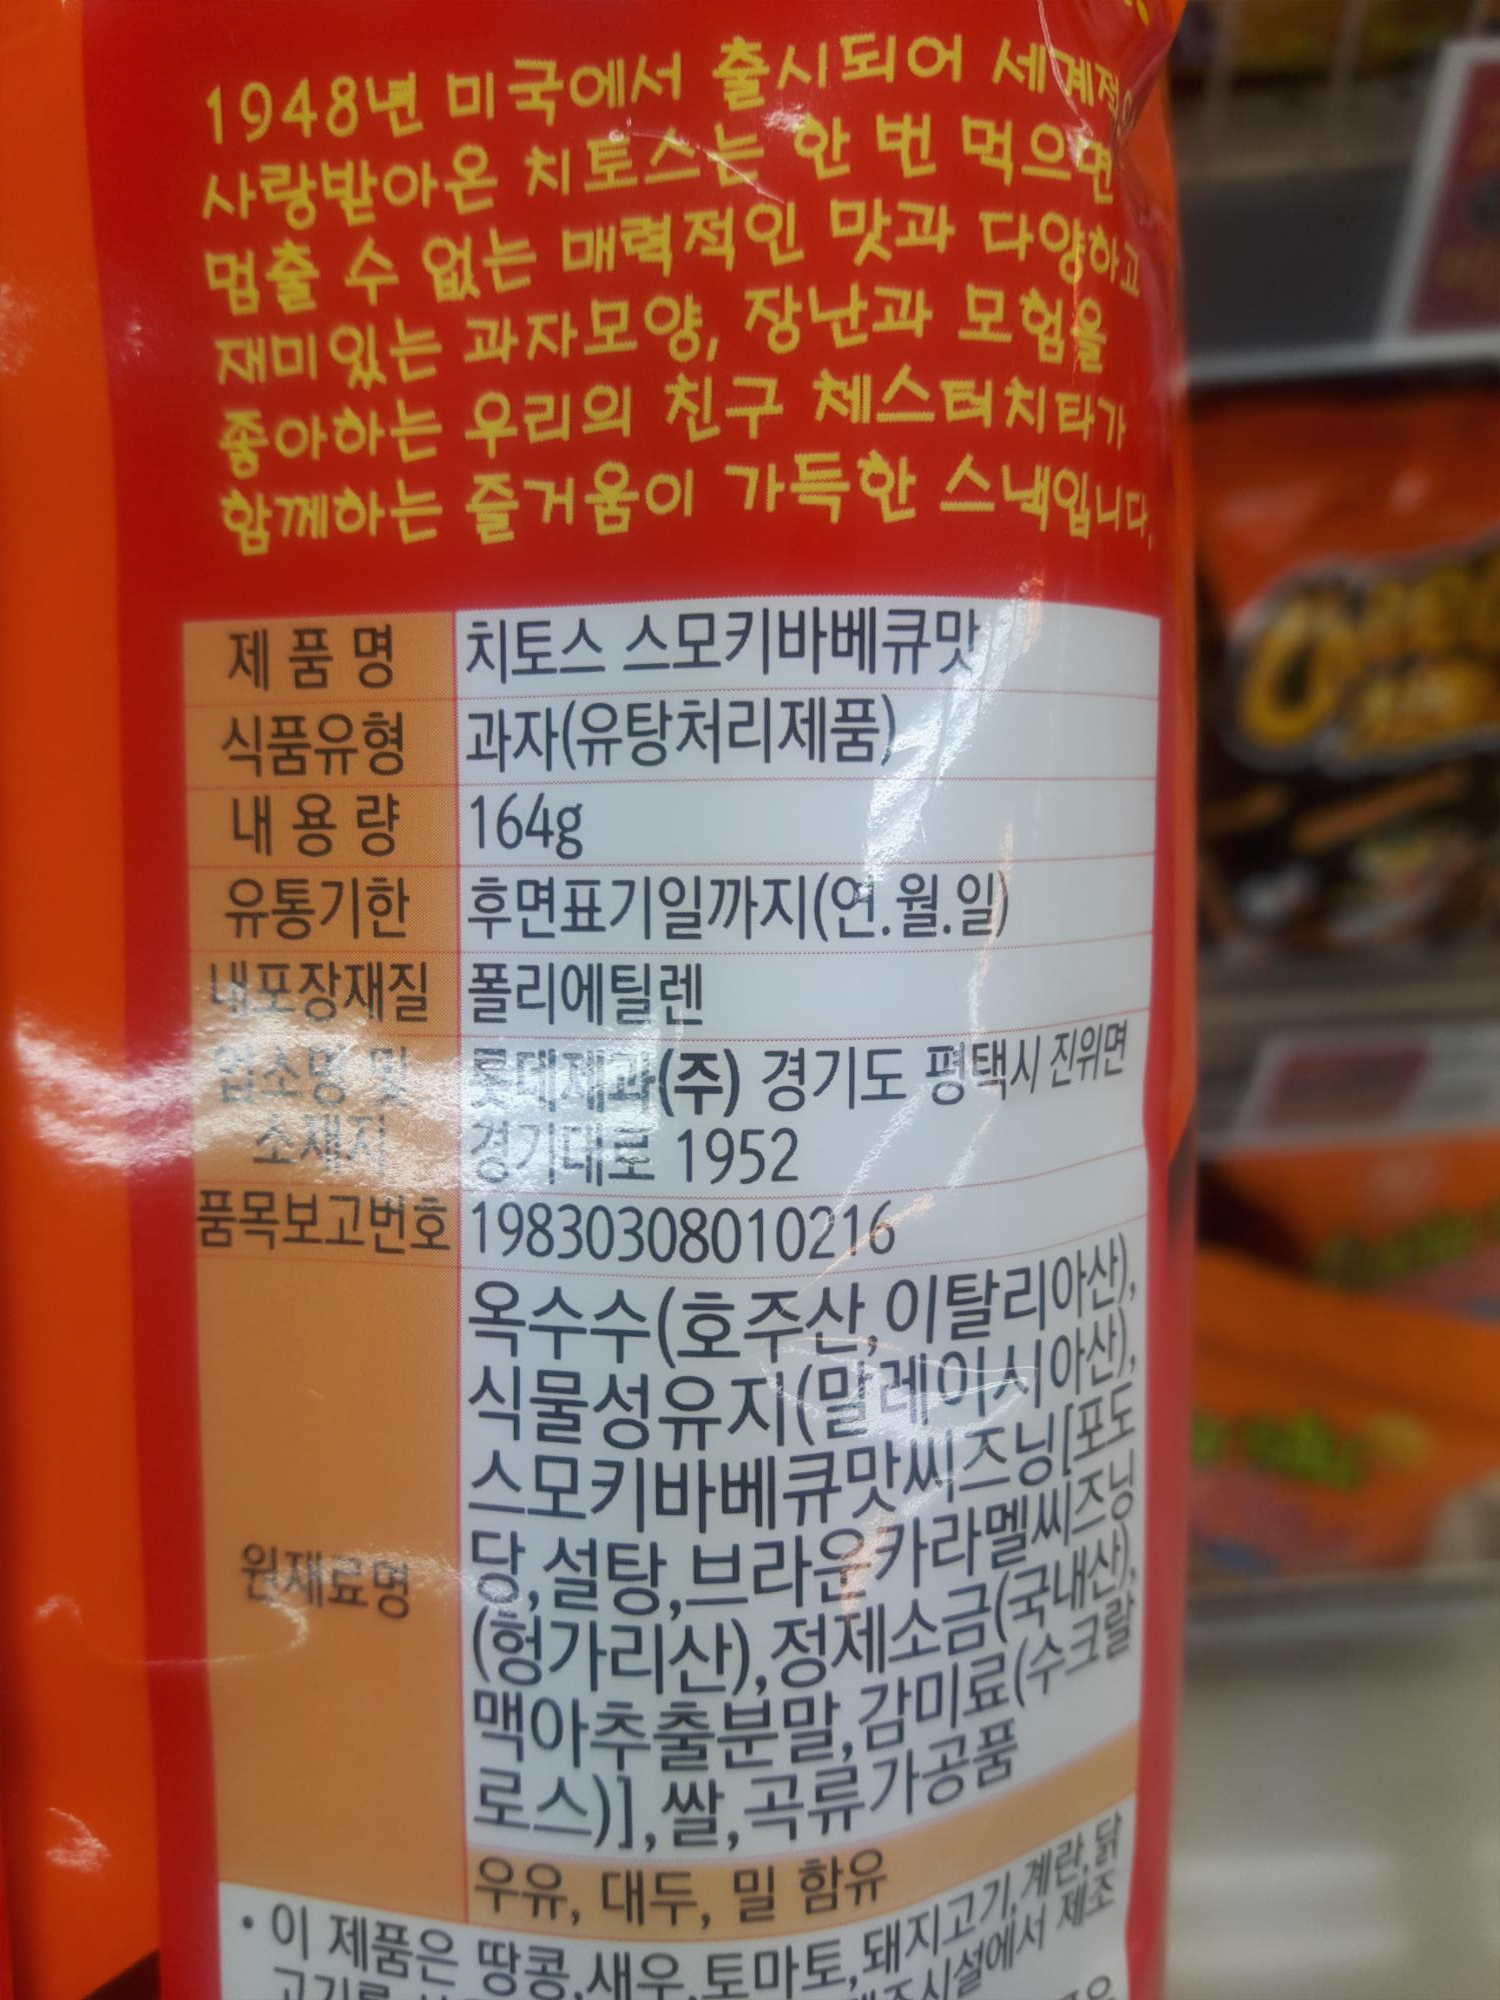 1948년 미국에서 출시되어 세계적
사랑받아온 치토스는 한 번 먹으면
멈출 수 없는 매력적인 맛과 다양하고
재미있는 과자모양, 장난과 모험을
좋아하는 우리의 친구 체스터치타가
함께하는 즐거움이 가득한 스낵입니다.
제품명 치토스 스모키바베큐맛
식품유형 과자(유탕처리제품)
내용량 164g
유통기한 후면표기일까지(연.월.일)
내포장재질 폴리에틸렌
업소명 및 롯데제과(주) 경기도 평택시 진위면
소재지 경기대로 1952
품목보고번호 19830308010216
원재료명
옥수수(호주산,이탈리아산),
식물성유지(말레이시아산),
스모키바베큐맛씨즈닝[포도
당,설탕,브라운카라멜씨즈닝
(헝가리산),정제소금(국내산),
맥아추출분말,감미료(수크랄
로스)],쌀,곡류가공품
우유, 대두, 밀 함유
• 이 제품은 땅콩,새우,토마토,돼지고기,계란,닭
고기를 제조시설에서 제조